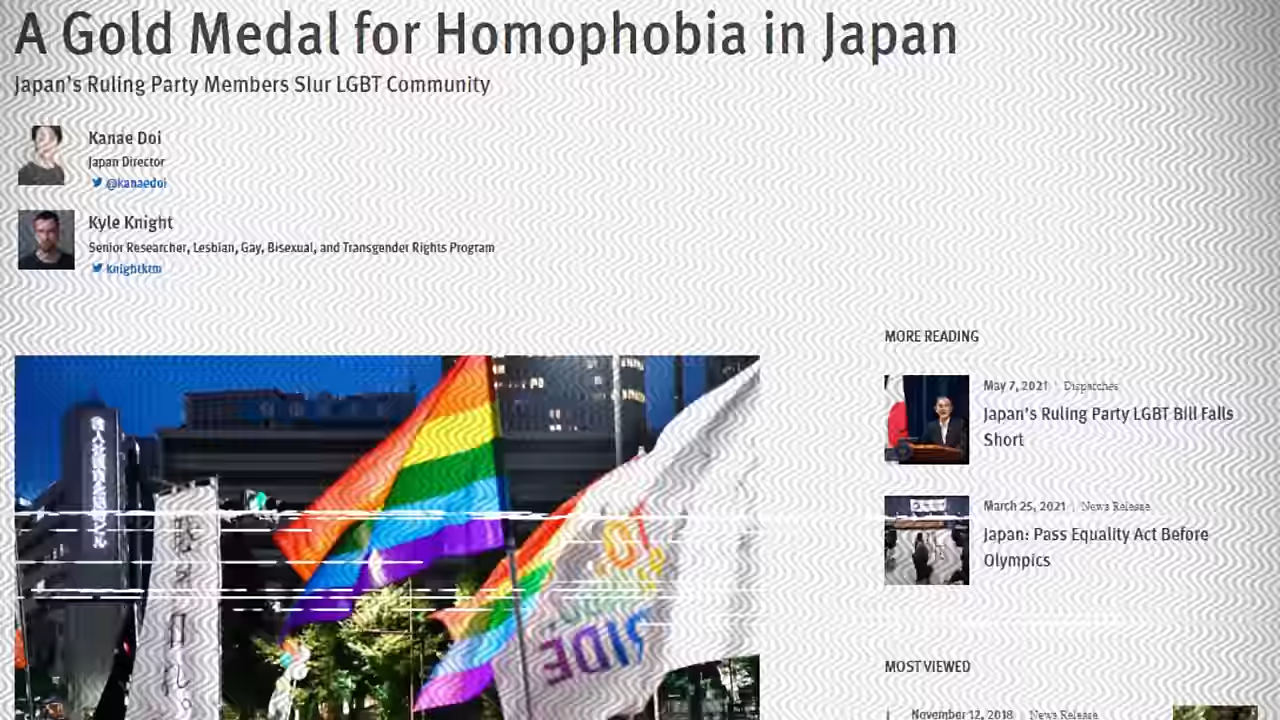 A Gold Medal for Homophobia in Japan
Japan's Ruling Party Members Slur LGBT Community
Kanae Doi
Japan Director
@kanaedoi
Kyle Knight
Senior Researcher, Lesbian, Gay, Bisexual, and Transgender Rights Program
knightktm
MORE READING
May 7, 2021 | Dispatches
Japan's Ruling Party LGBT Bill Falls
Short
March 25, 2021 | News Release
Japan: Pass Equality Act Before
Olympics
MOST VIEWED
November 12, 2018 | News Release